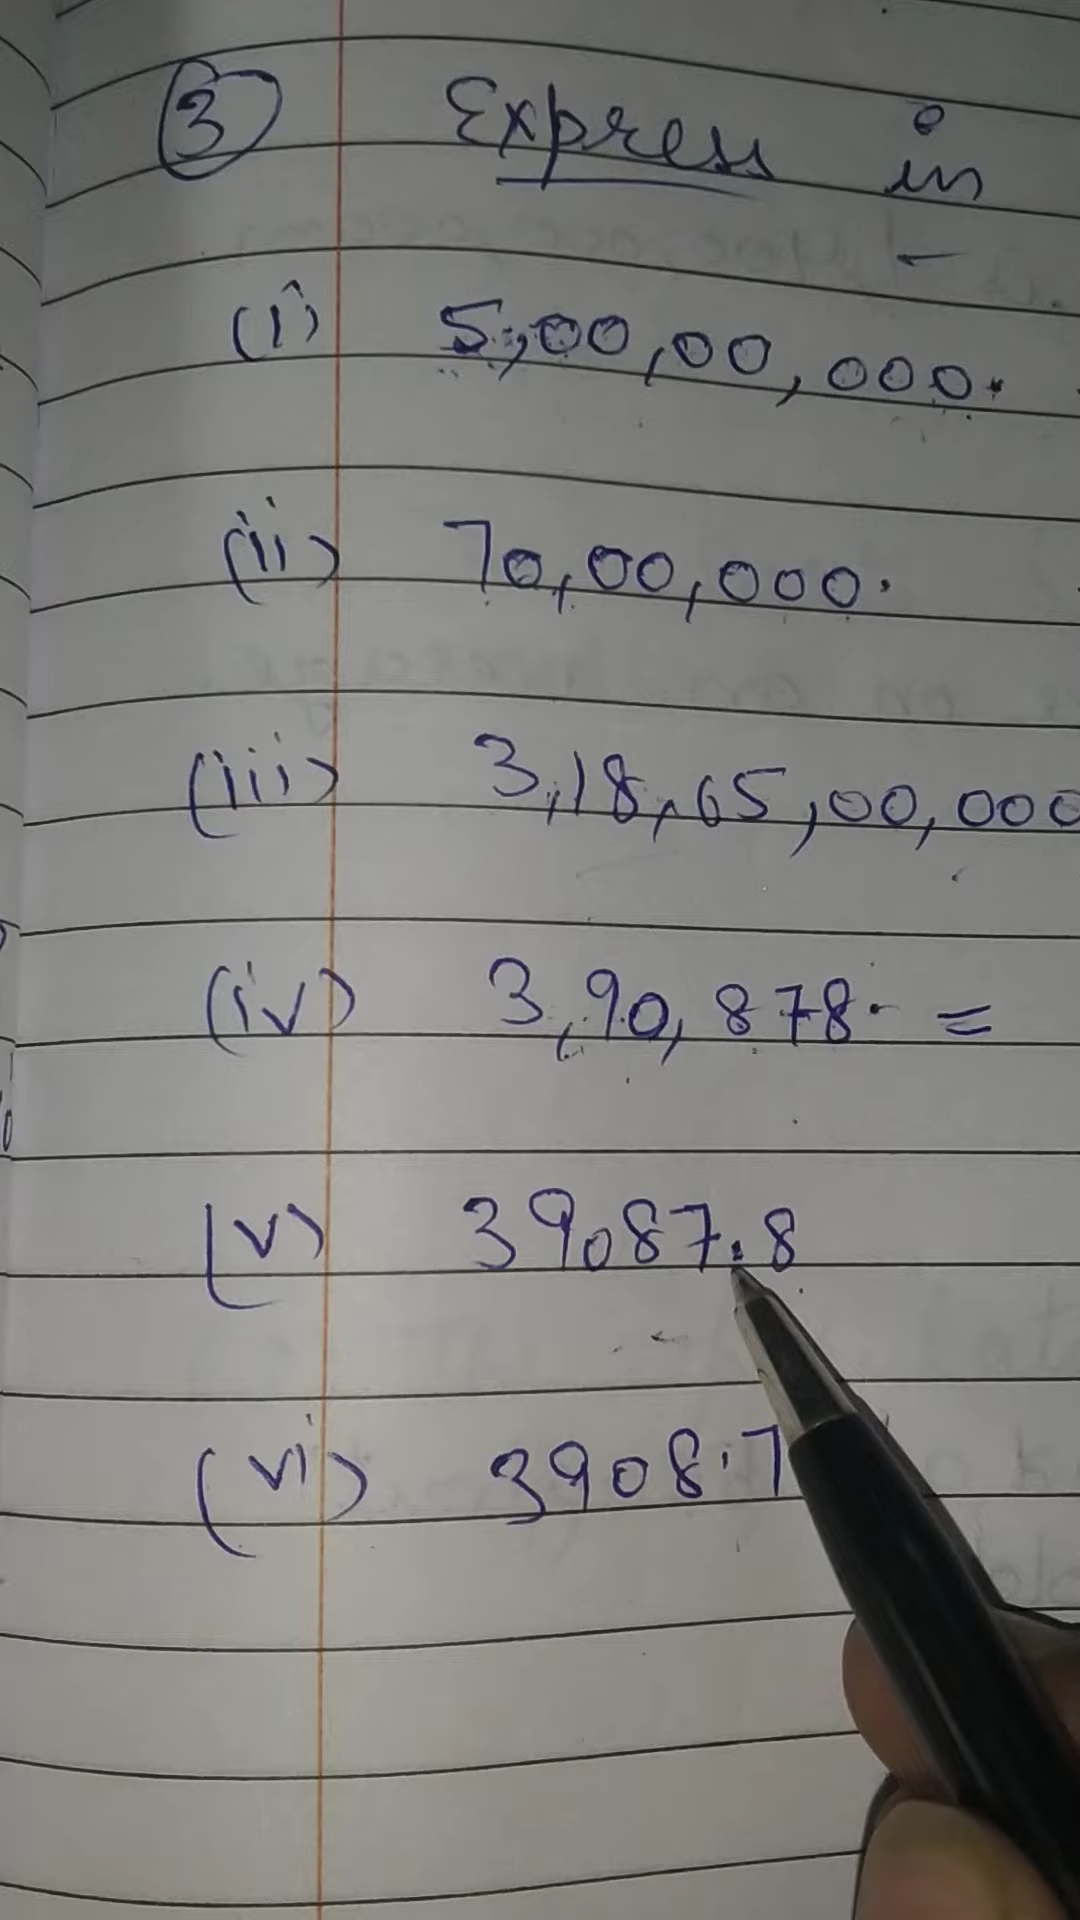 ③ Express in
(i) 5,00,00,000.
(ii) 70,00,000.
(iii) 3,18,65,00,000
(iv) 3,90,878. =
(v) 39087.8
(vi) 3908.7